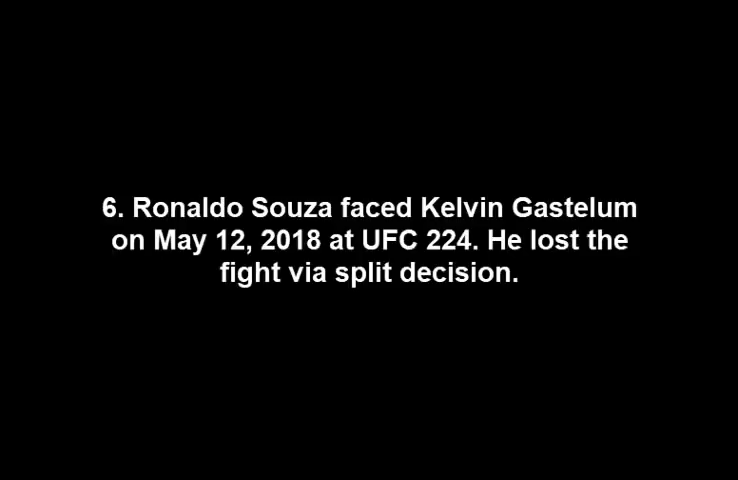 6. Ronaldo Souza faced Kelvin Gastelum
on May 12, 2018 at UFC 224. He lost the
fight via split decision.